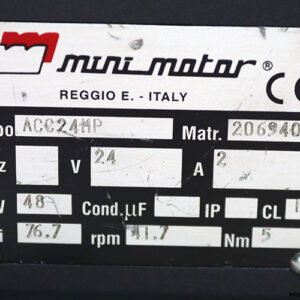 mini motor®
REGGIO E. - ITALY
CE
ACC24MP Matr. 206940
V 24 A 2
48 Cond.µF IP CL
76.7 rpm 41.7 Nm 5